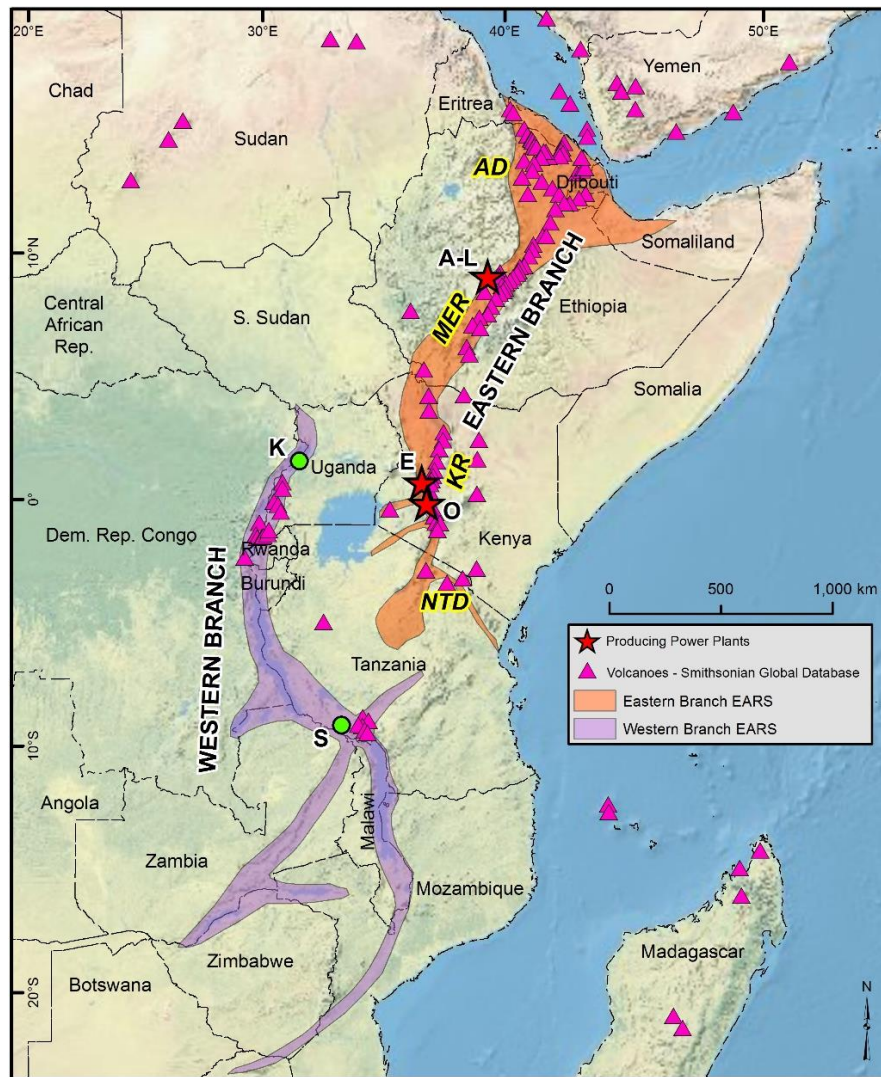 20°E
30°E
40°E
50°E
Chad
Sudan
Eritrea
Yemen
AD
Djibouti
10°N
A-L
Somaliland
Central
African
Rep.
S. Sudan
MER
EASTERN BRANCH
Ethiopia
Somalia
K
Uganda
E
KR
0°
O
Dem. Rep. Congo
Rwanda
Burundi
Kenya
WESTERN BRANCH
NTD
Tanzania
0
500
1,000 km
Producing Power Plants
Volcanoes - Smithsonian Global Database
Eastern Branch EARS
Western Branch EARS
S
10°S
Angola
Malawi
Zambia
Mozambique
Madagascar
Zimbabwe
Botswana
20°S
N